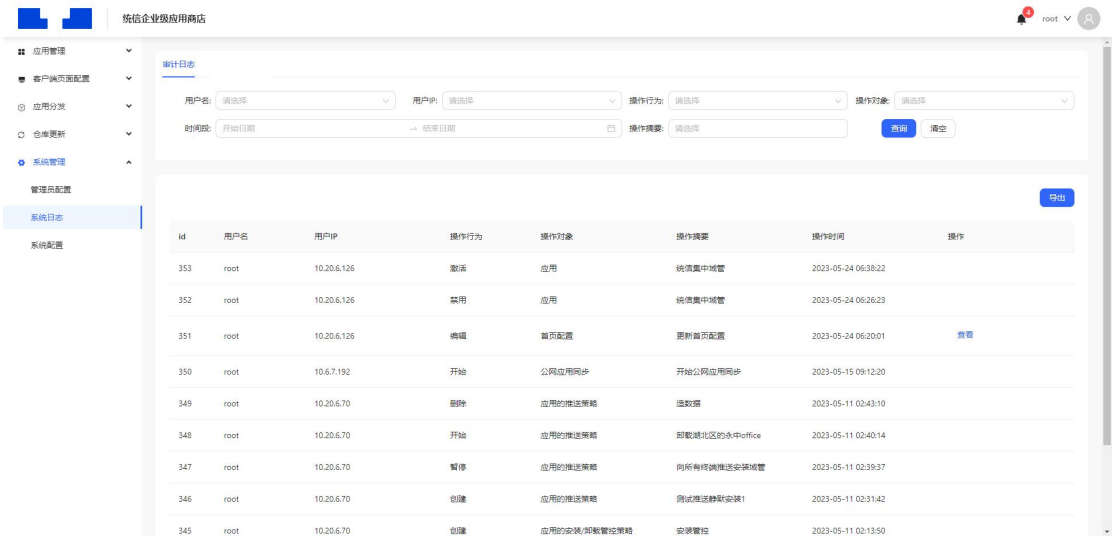 统信企业级应用商店
4
root
应用管理
客户端页面配置
应用分发
仓库更新
系统管理
管理员配置
系统日志
系统配置
审计日志
用户名: 请选择 用户IP: 请选择 操作行为: 请选择 操作对象: 请选择
时间段: 开始日期 → 结束日期 操作摘要: 请选择 查询 清空
导出
id 用户名 用户IP 操作行为 操作对象 操作摘要 操作时间 操作
353 root 10.20.6.126 激活 应用 统信集中域管 2023-05-24 06:38:22
352 root 10.20.6.126 禁用 应用 统信集中域管 2023-05-24 06:26:23
351 root 10.20.6.126 编辑 首页配置 更新首页配置 2023-05-24 06:20:01 查看
350 root 10.6.7.192 开始 公网应用同步 开始公网应用同步 2023-05-15 09:12:20
349 root 10.20.6.70 删除 应用的推送策略 造数据 2023-05-11 02:43:10
348 root 10.20.6.70 开始 应用的推送策略 卸载湖北区的永中office 2023-05-11 02:40:14
347 root 10.20.6.70 暂停 应用的推送策略 向所有终端推送安装域管 2023-05-11 02:39:37
346 root 10.20.6.70 创建 应用的推送策略 测试推送静默安装1 2023-05-11 02:31:42
345 root 10.20.6.70 创建 应用的安装/卸载管控策略 安装管控 2023-05-11 02:13:50